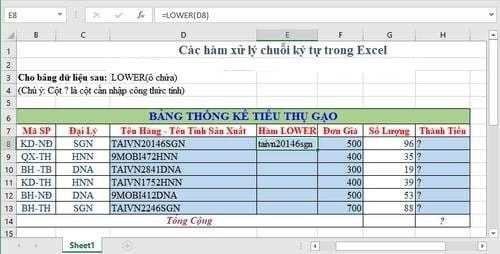 E8 =LOWER(D8)
B C D E F G H
1 Các hàm xử lý chuỗi ký tự trong Excel
2
3 Cho bảng dữ liệu sau: LOWER(ô chứa)
4 (Chú ý: Cột ? là cột cần nhập công thức tính)
5
6 BẢNG THỐNG KÊ TIÊU THỤ GẠO
7 Mã SP Đại Lý Tên Hàng - Tên Tỉnh Sản Xuất Hàm LOWER Đơn Giá Số Lượng Thành Tiền
8 KD-NĐ SGN TAIVN20146SGN taivn20146sgn 500 96 ?
9 QX-TH HNN 9MOBI472HNN 400 35 ?
10 BH -TB DNA TAIVN2841DNA 300 19 ?
11 KD-TH HNN TAIVN1752HNN 400 39 ?
12 BH-NĐ DNA 9MOBI412DNA 500 53 ?
13 BH-TH SGN TAIVN2246SGN 700 88 ?
14 Tổng Cộng ?
15
Sheet1